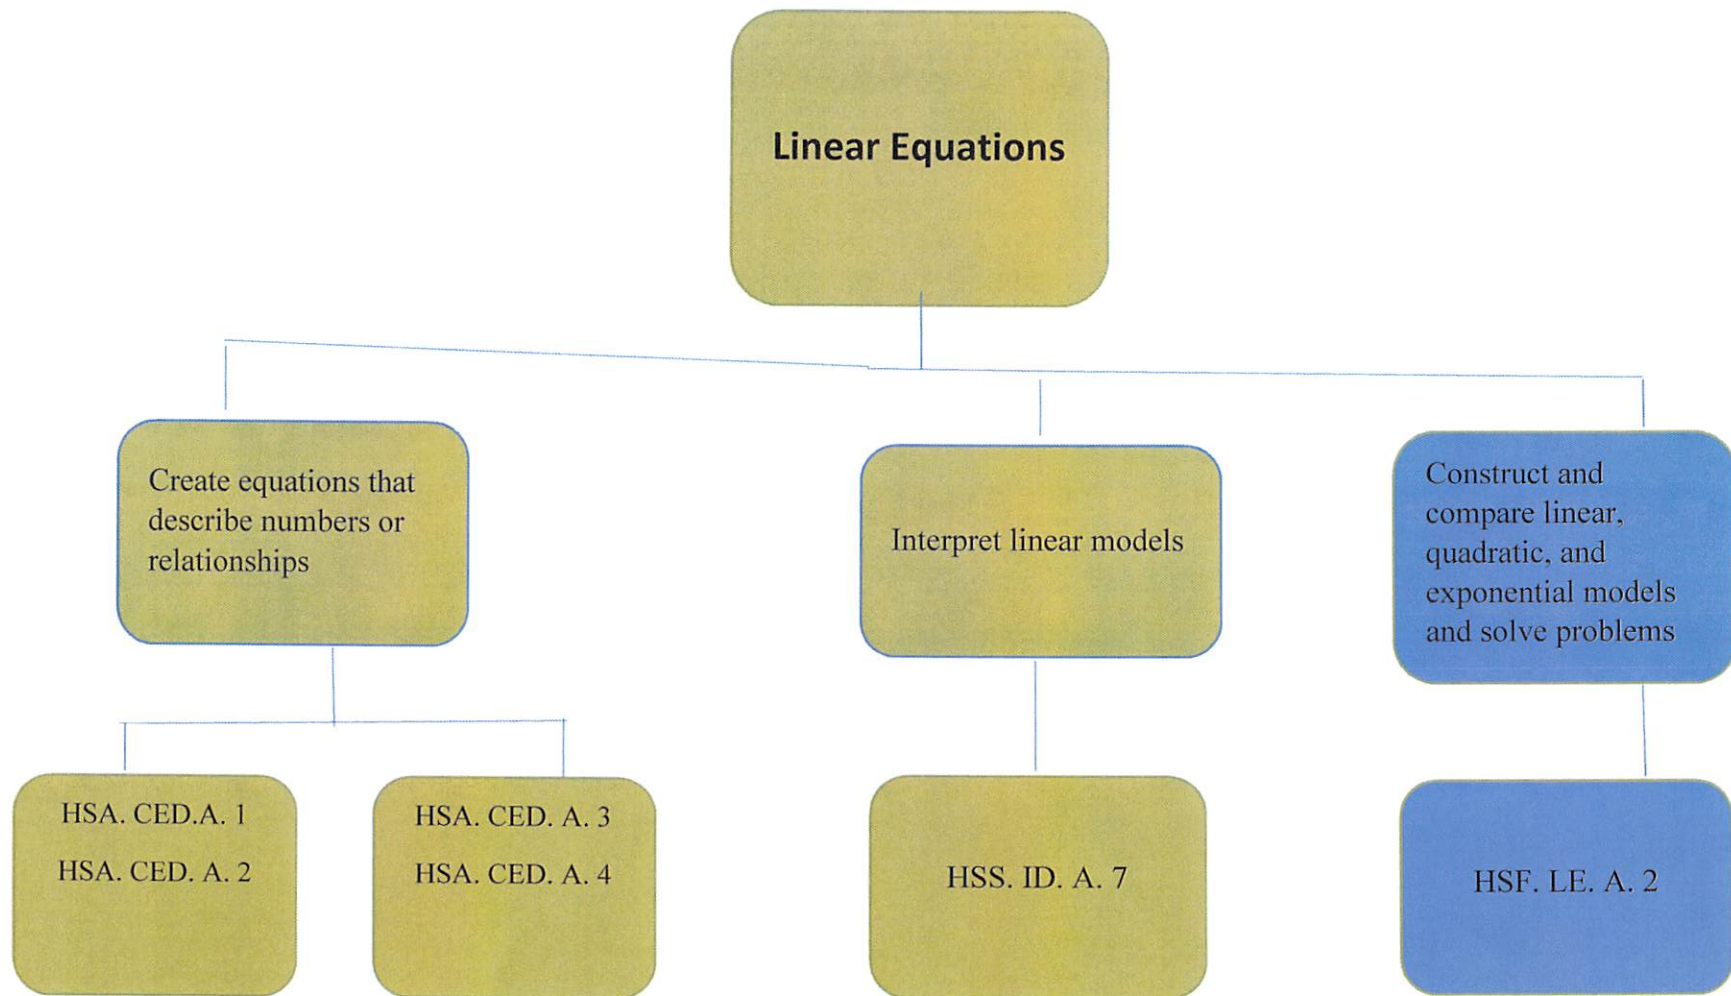 Linear Equations
Create equations that
describe numbers or
relationships
Interpret linear models
Construct and
compare linear,
quadratic, and
exponential models
and solve problems
HSA. CED.A. 1
HSA. CED. A. 2
HSA. CED. A. 3
HSA. CED. A. 4
HSS. ID. A. 7
HSF. LE. A. 2